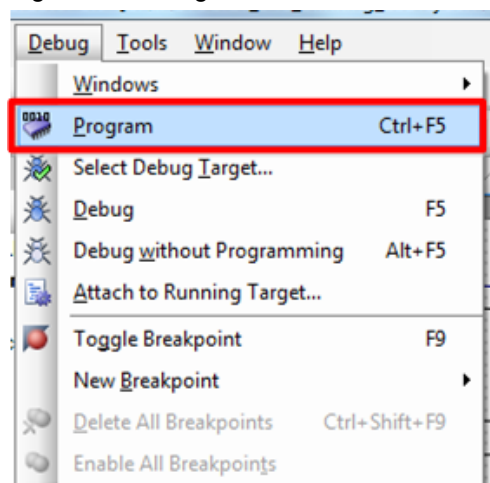 Debug Tools Window Help
Windows
0010 Program Ctrl+F5
Select Debug Target...
Debug F5
Debug without Programming Alt+F5
Attach to Running Target...
Toggle Breakpoint F9
New Breakpoint
Delete All Breakpoints Ctrl+Shift+F9
Enable All Breakpoints